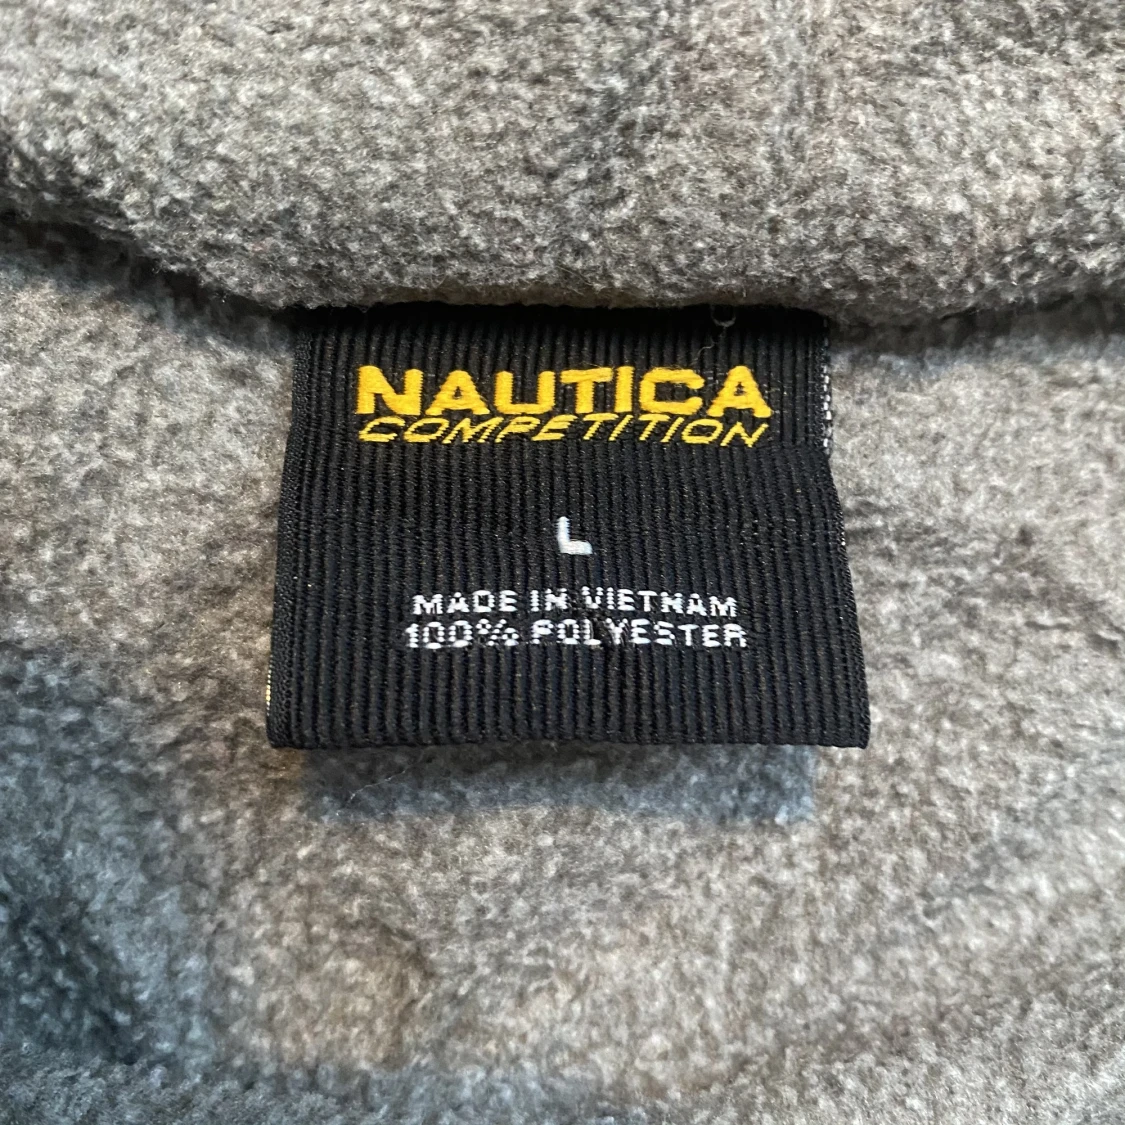 NAUTICA
COMPETITION
L
MADE IN VIETNAM
100% POLYESTER